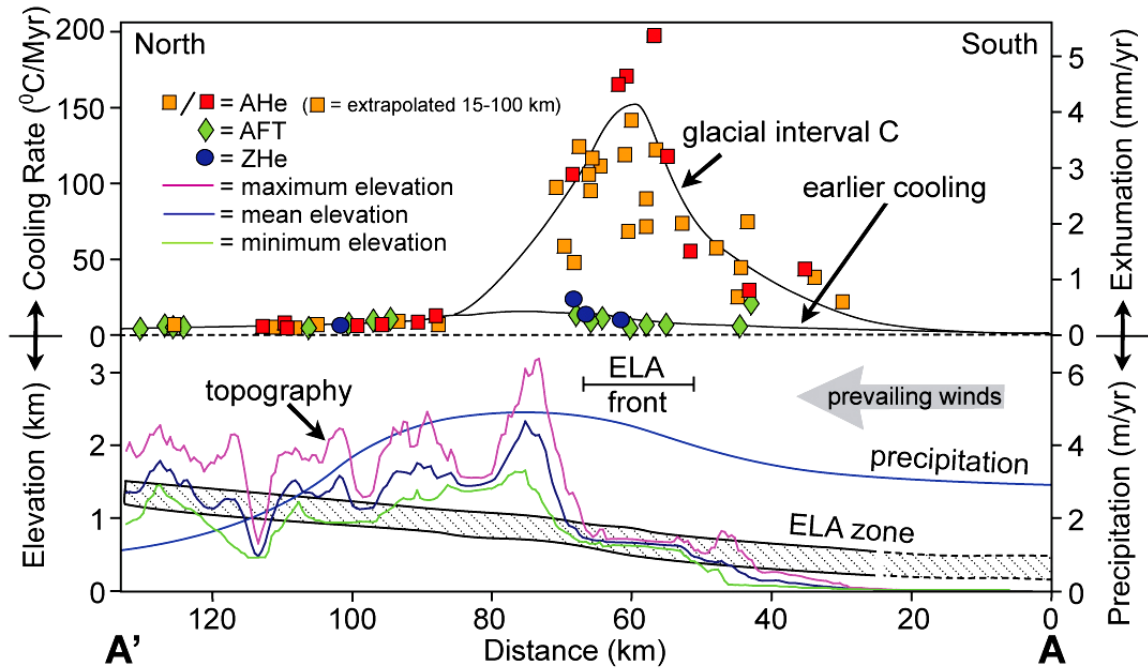 North
South
200
150
100
50
0
Cooling Rate (⁰C/Myr)
5
4
3
2
1
0
Exhumation (mm/yr)
/ = AHe ( = extrapolated 15-100 km)
= AFT
= ZHe
= maximum elevation
= mean elevation
= minimum elevation
glacial interval C
earlier cooling
3
2
1
0
Elevation (km)
6
4
2
0
Precipitation (m/yr)
topography
ELA
front
prevailing winds
precipitation
ELA zone
120 100 80 60 40 20 0
A' Distance (km) A